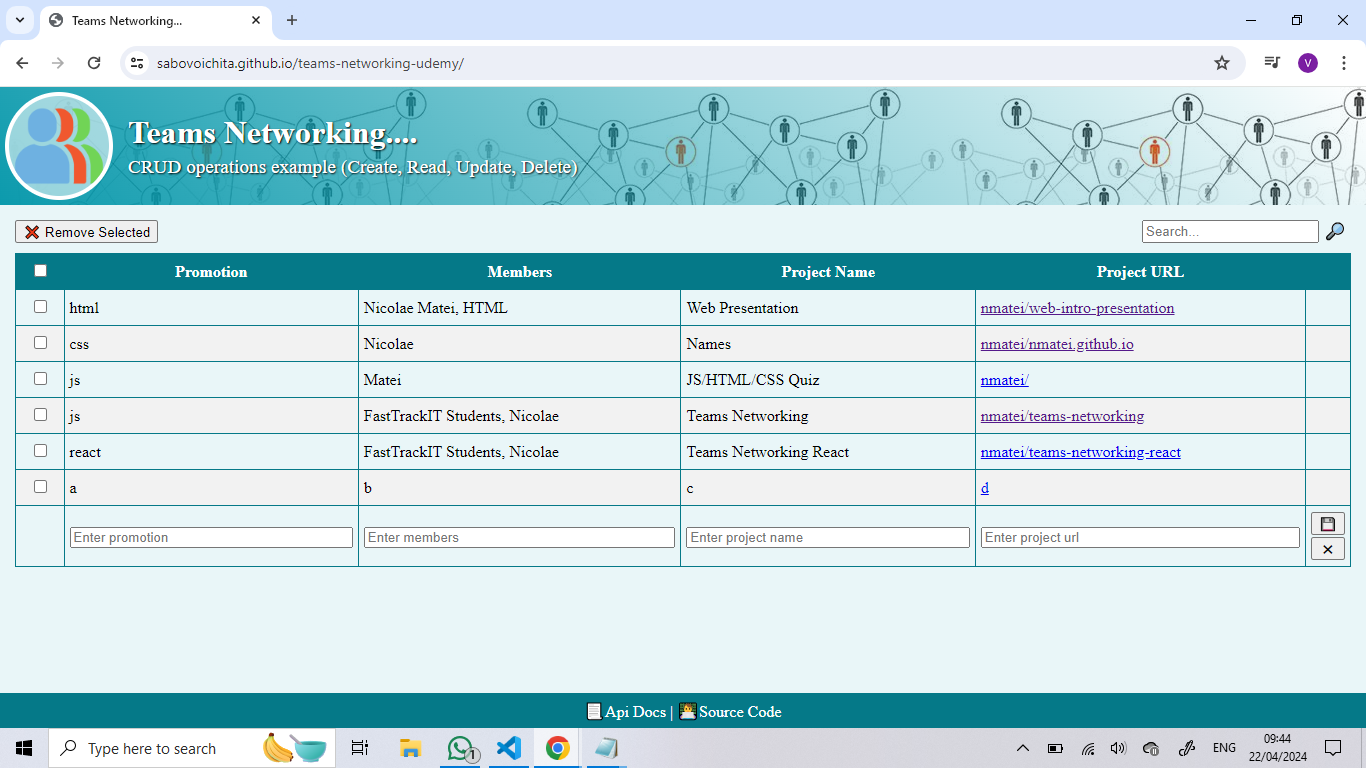 Teams Networking...
sabovoichita.github.io/teams-networking-udemy/
V
Teams Networking....
CRUD operations example (Create, Read, Update, Delete)
Remove Selected
Search...
Promotion Members Project Name Project URL
html Nicolae Matei, HTML Web Presentation nmatei/web-intro-presentation
css Nicolae Names nmatei/nmatei.github.io
js Matei JS/HTML/CSS Quiz nmatei/
js FastTrackIT Students, Nicolae Teams Networking nmatei/teams-networking
react FastTrackIT Students, Nicolae Teams Networking React nmatei/teams-networking-react
a b c d
Enter promotion Enter members Enter project name Enter project url
Api Docs | Source Code
Type here to search
1
ENG
09:44
22/04/2024